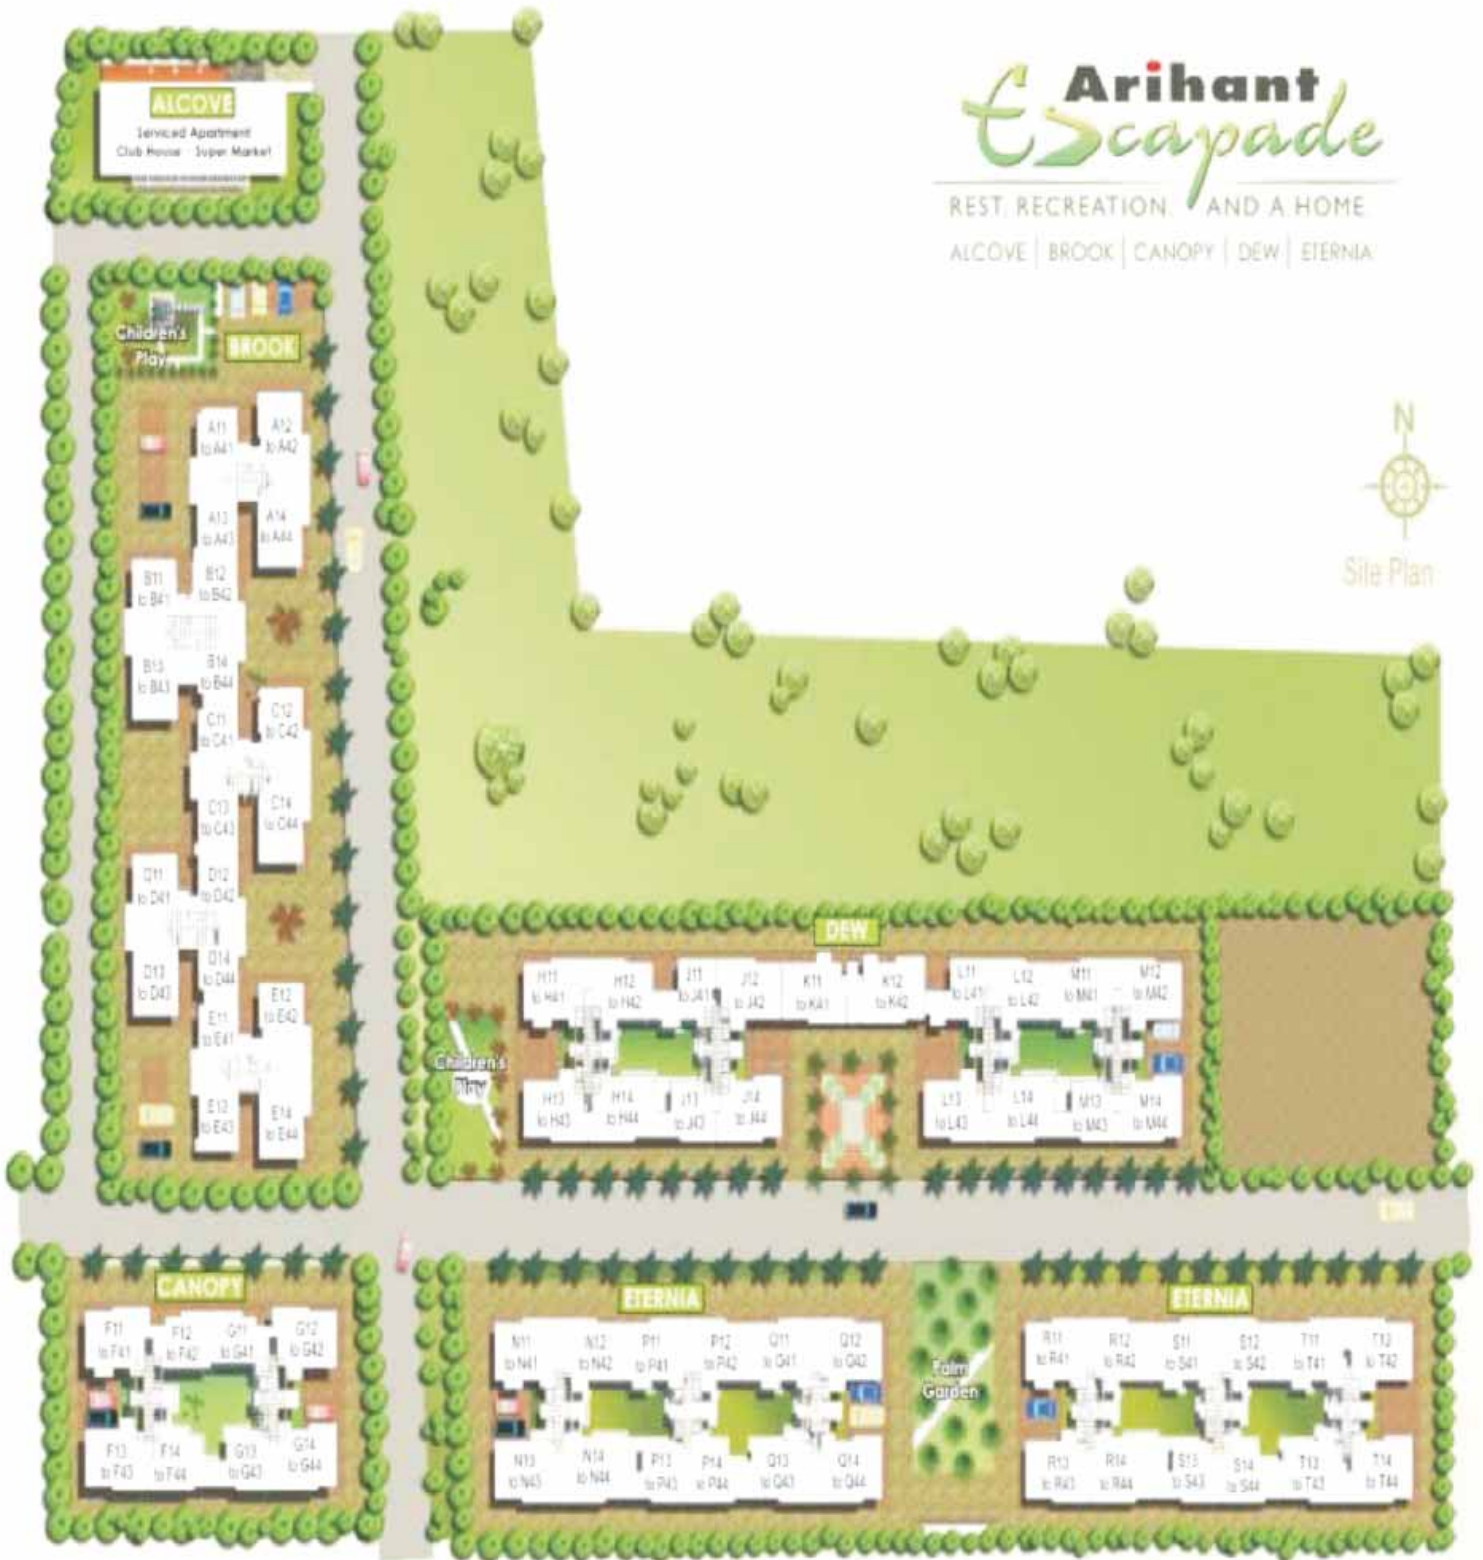 Arihant
Escapade
REST, RECREATION. AND A HOME
ALCOVE | BROOK | CANOPY | DEW | ETERNIA
N
Site Plan
ALCOVE
Serviced Apartment
Club House - Super Market
Children's
Play
BROOK
A11
to A41
A12
to A42
A13
to A43
A14
to A44
B11
to B41
B12
to B42
B13
to B43
B14
to B44
C11
to C41
C12
to C42
C13
to C43
C14
to C44
D11
to D41
D12
to D42
D13
to D43
D14
to D44
E11
to E41
E12
to E42
E12
to E43
E14
to E44
DEW
H11
to H41
H12
to H42
J11
to J41
J12
to J42
K11
to K41
K12
to K42
L11
to L41
L12
to L42
M11
to M41
M12
to M42
Children's
Play
H13
to H43
H14
to H44
J13
to J43
J14
to J44
L13
to L43
L14
to L44
M13
to M43
M14
to M44
CANOPY
F11
to F41
F12
to F42
G11
to G41
G12
to G42
F13
to F43
F14
to F44
G13
to G43
G14
to G44
ETERNIA
N11
to N41
N12
to N42
P11
to P41
P12
to P42
Q11
to Q41
Q12
to Q42
N13
to N43
N14
to N44
P13
to P43
P14
to P44
Q13
to Q43
Q14
to Q44
Palm
Garden
ETERNIA
R11
to R41
R12
to R42
S11
to S41
S12
to S42
T11
to T41
T12
to T42
R13
to R43
R14
to R44
S13
to S43
S14
to S44
T13
to T43
T14
to T44